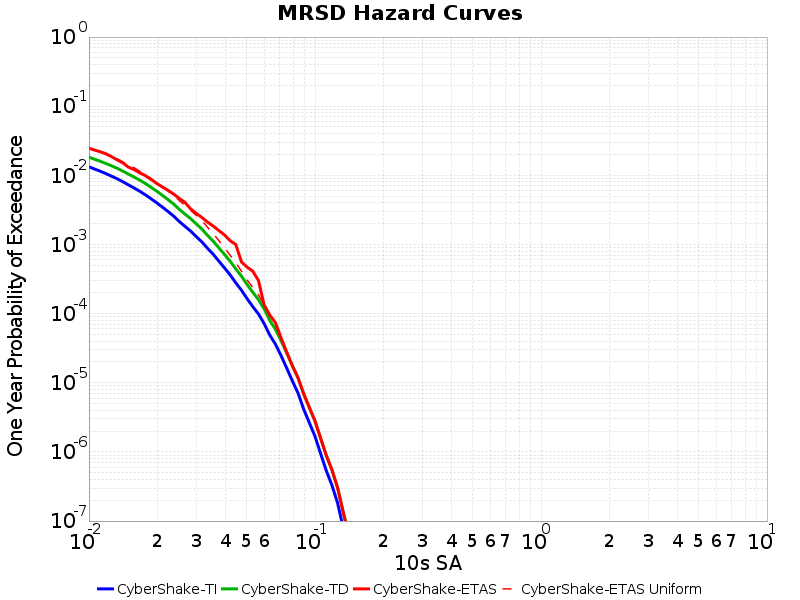 MRSD Hazard Curves
One Year Probability of Exceedance
10^0
10^-1
10^-2
10^-3
10^-4
10^-5
10^-6
10^-7
10^-2 2 3 4 5 6 10^-1 2 3 4 5 6 7 10^0 2 3 4 5 6 7 10^1
10s SA
CyberShake-TI CyberShake-TD CyberShake-ETAS CyberShake-ETAS Uniform